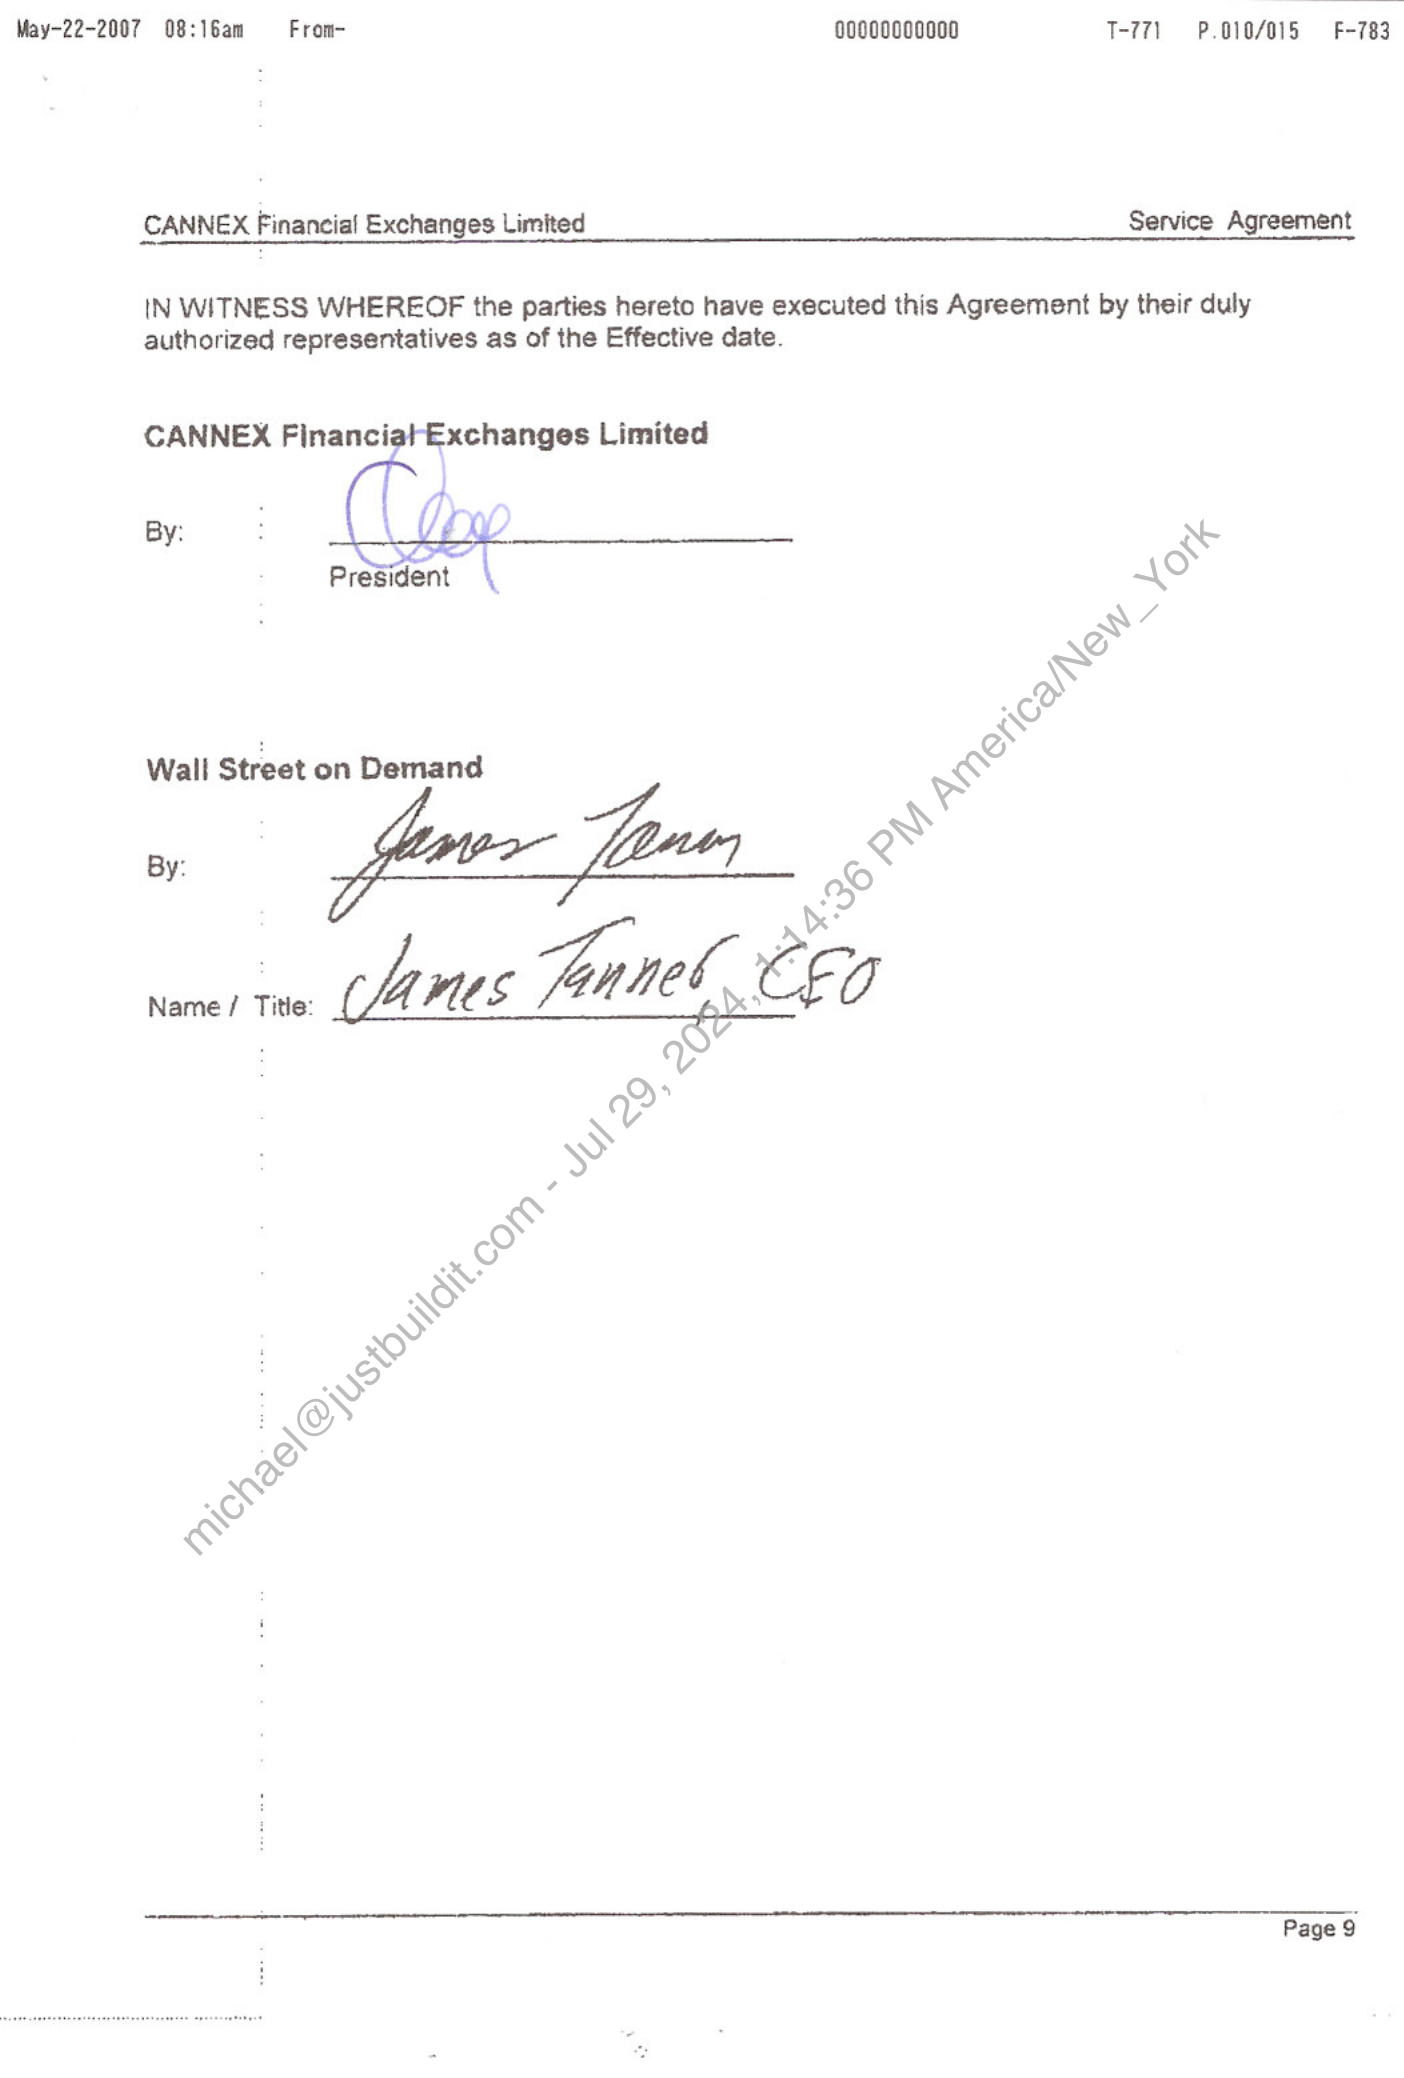 May-22-2007 08:16am From- 00000000000 T-771 P.010/015 F-783
CANNEX Financial Exchanges Limited Service Agreement
IN WITNESS WHEREOF the parties hereto have executed this Agreement by their duly
authorized representatives as of the Effective date.
CANNEX Financial Exchanges Limited
By:
President
Wall Street on Demand
By: James Tanner
Name / Title: James Tanner, CEO
michael@justbuildit.com - Jul 29, 2024, 1:14:36 PM America/New_York
Page 9